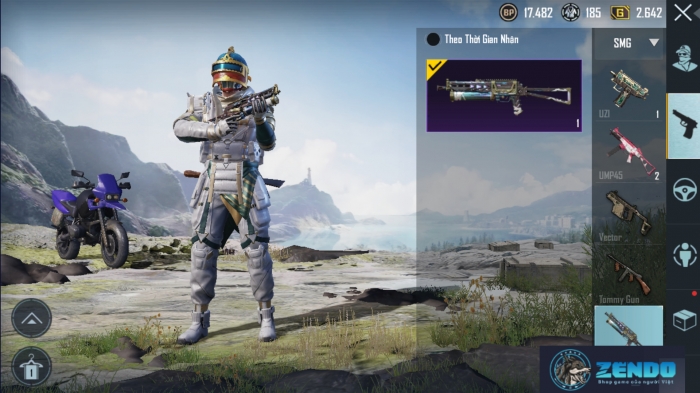 BP 17.482 185 G 2.642
Theo Thời Gian Nhận
SMG
1
UZI 1
UMP45 2
Vector
Tommy Gun
ZENDO
Shop game của người Việt